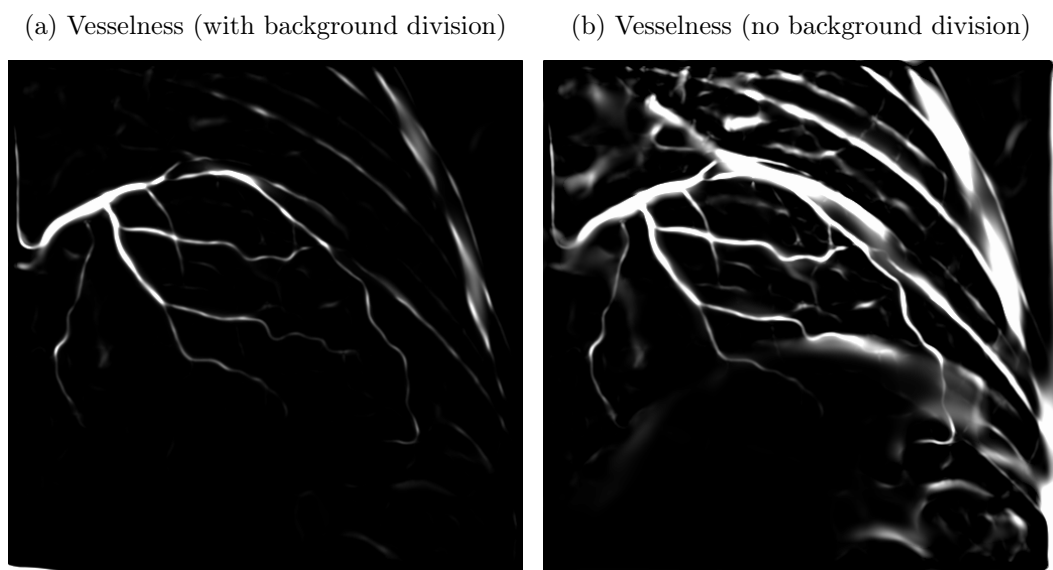 (a) Vesselness (with background division)
(b) Vesselness (no background division)